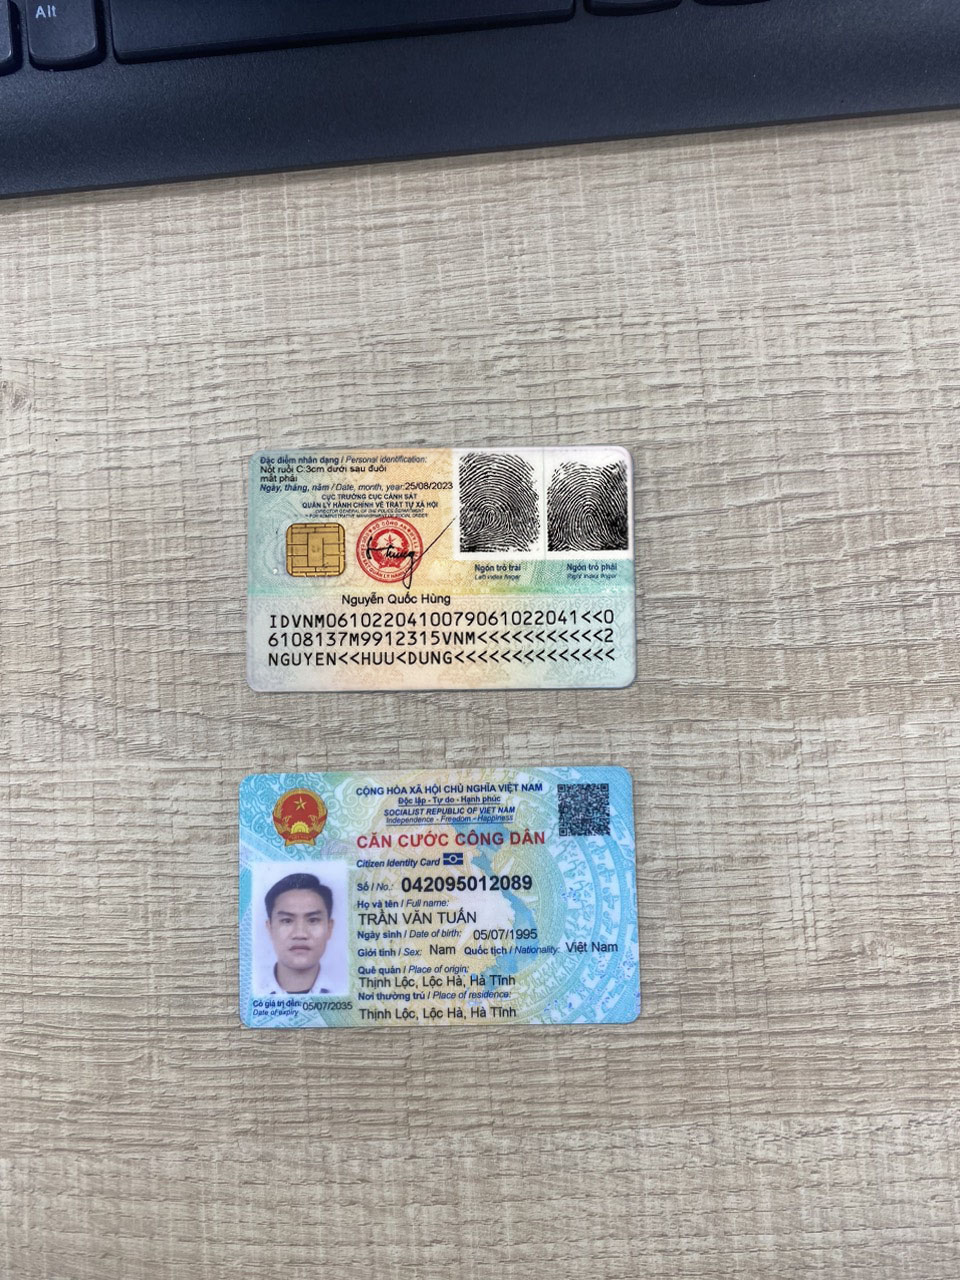 Alt
Đặc điểm nhân dạng / Personal identification:
Nốt ruồi C:3cm dưới sau đuôi
mắt phải
Ngày, tháng, năm / Date, month, year: 25/08/2023
CỤC TRƯỞNG CỤC CẢNH SÁT
QUẢN LÝ HÀNH CHÍNH VỀ TRẬT TỰ XÃ HỘI
DIRECTOR GENERAL OF THE POLICE DEPARTMENT
FOR ADMINISTRATIVE MANAGEMENT OF SOCIAL ORDER
Ngón trỏ trái
Left index finger
Ngón trỏ phải
Right index finger
Nguyễn Quốc Hùng
IDVNM0610220410079061022041<<0
6108137M9912315VNM<<<<<<<<<<<2
NGUYEN<<HUU<DUNG<<<<<<<<<<<<<<
CỘNG HÒA XÃ HỘI CHỦ NGHĨA VIỆT NAM
Độc lập - Tự do - Hạnh phúc
SOCIALIST REPUBLIC OF VIET NAM
Independence - Freedom - Happiness
CĂN CƯỚC CÔNG DÂN
Citizen Identity Card
Số / No.: 042095012089
Họ và tên / Full name:
TRẦN VĂN TUẤN
Ngày sinh / Date of birth: 05/07/1995
Giới tính / Sex: Nam Quốc tịch / Nationality: Việt Nam
Quê quán / Place of origin:
Thịnh Lộc, Lộc Hà, Hà Tĩnh
Nơi thường trú / Place of residence:
Thịnh Lộc, Lộc Hà, Hà Tĩnh
Có giá trị đến: 05/07/2035
Date of expiry